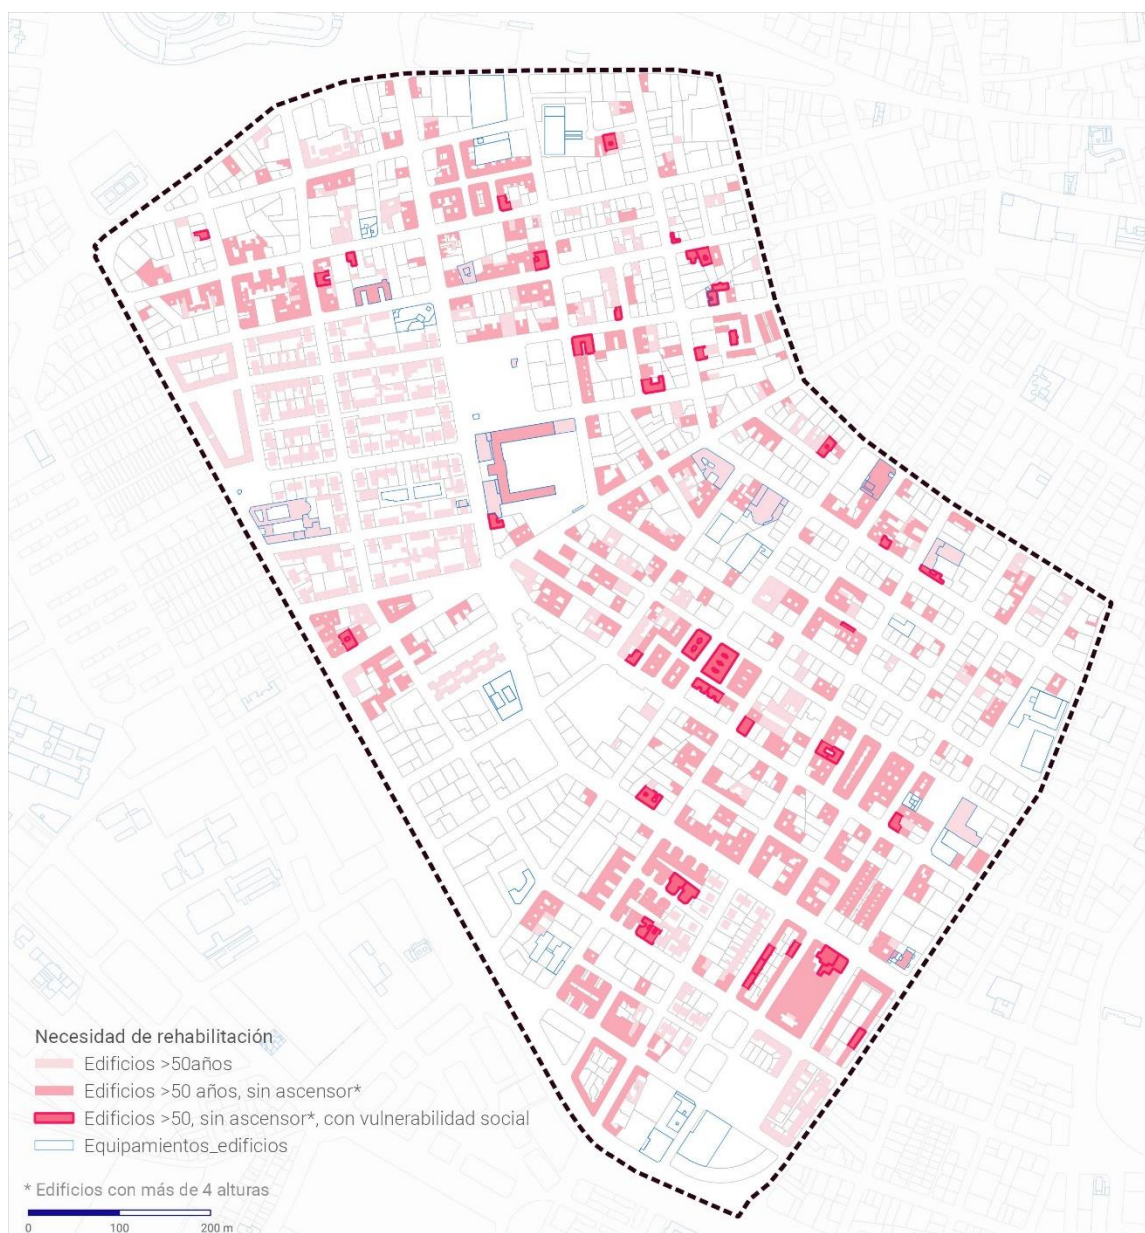 Necesidad de rehabilitación
Edificios >50años
Edificios >50 años, sin ascensor*
Edificios >50, sin ascensor*, con vulnerabilidad social
Equipamientos_edificios
* Edificios con más de 4 alturas
0 100 200 m